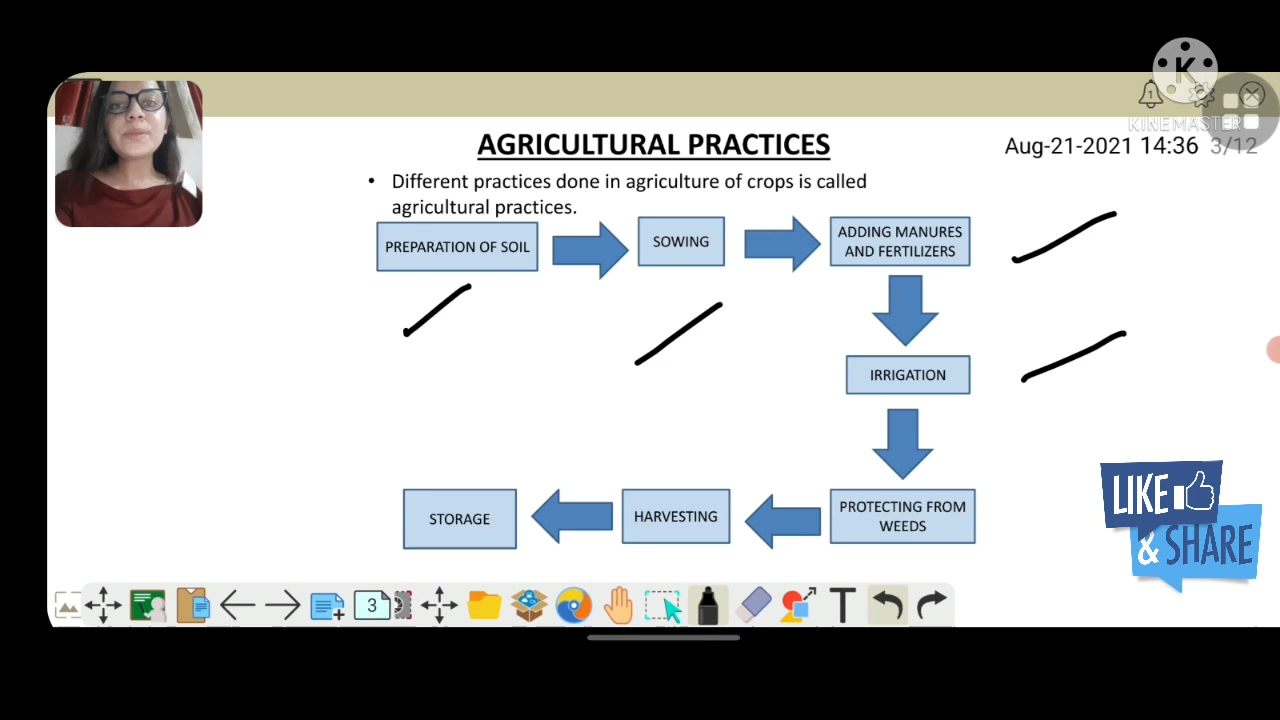 KINEMASTER
AGRICULTURAL PRACTICES
Aug-21-2021 14:36 3/12
• Different practices done in agriculture of crops is called
agricultural practices.
PREPARATION OF SOIL
SOWING
ADDING MANURES
AND FERTILIZERS
IRRIGATION
PROTECTING FROM
WEEDS
HARVESTING
STORAGE
LIKE
& SHARE
3
T